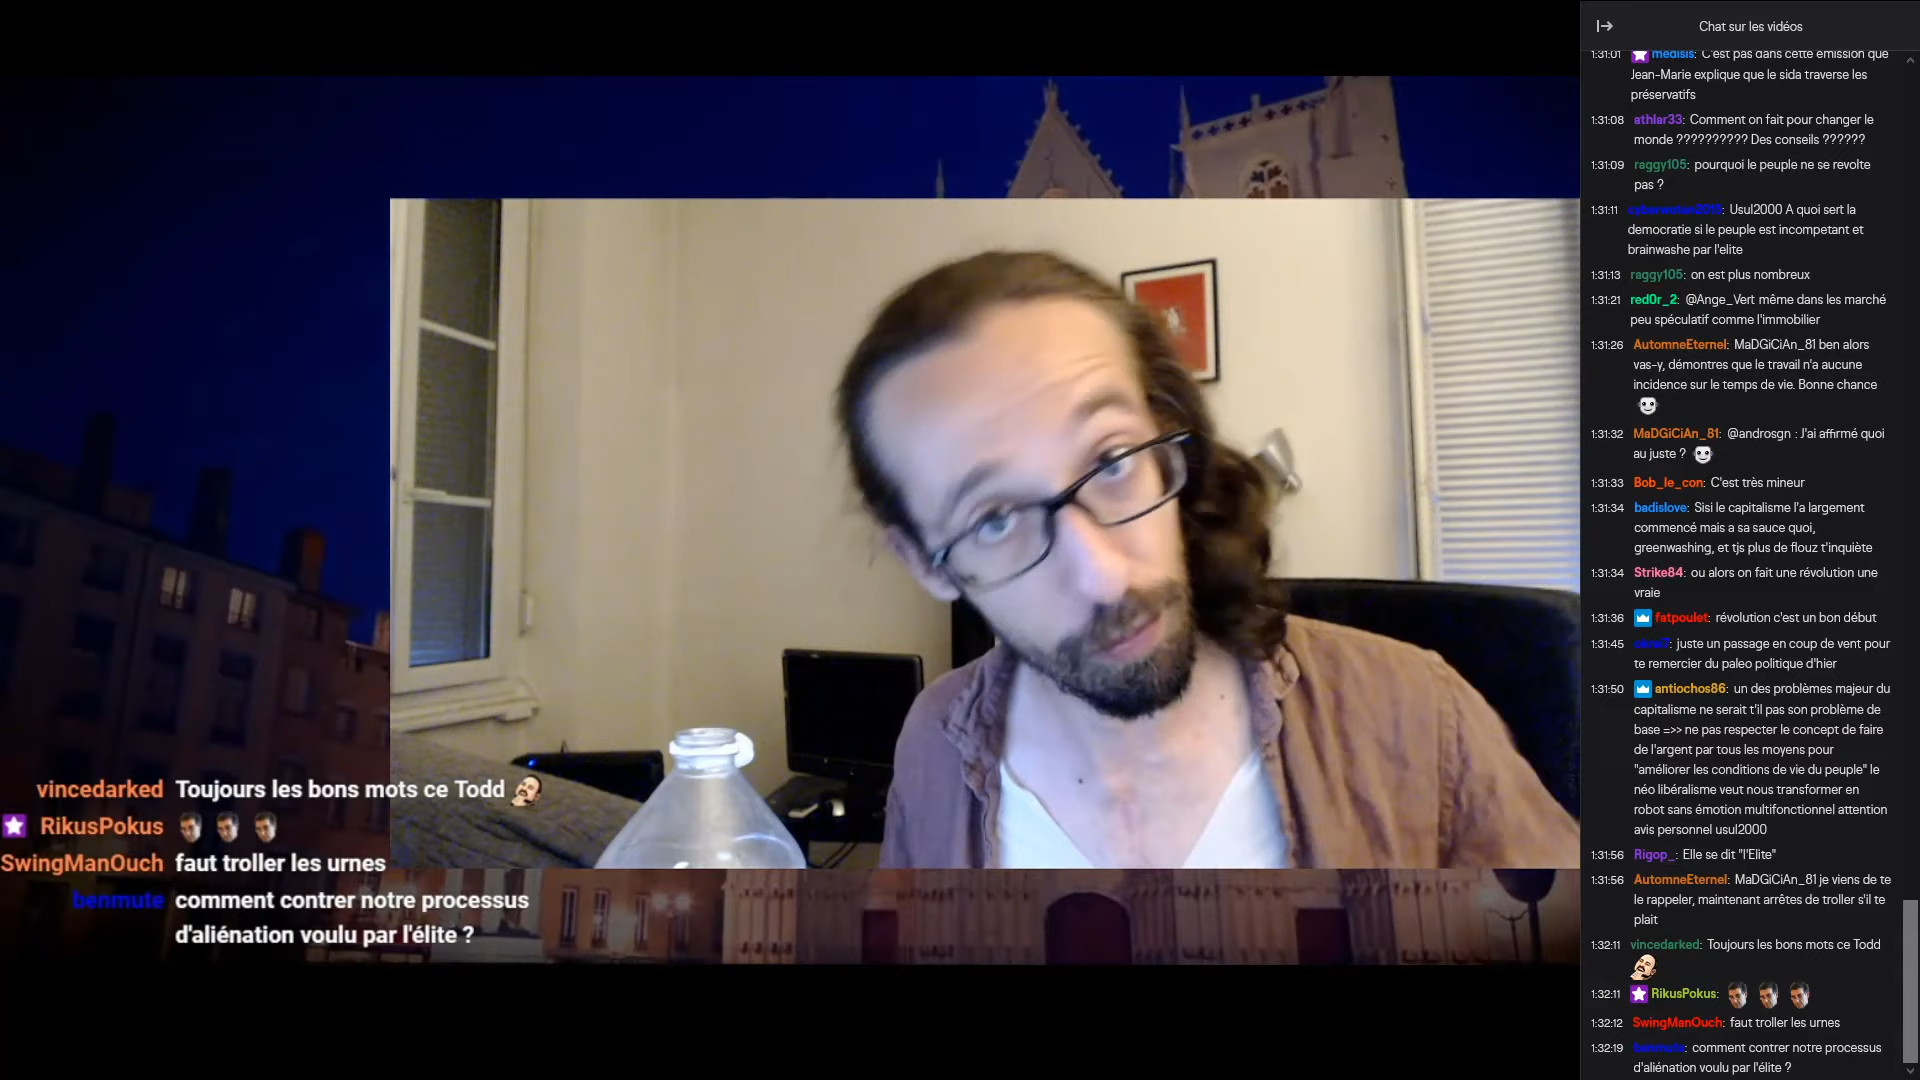 vincedarked Toujours les bons mots ce Todd
RikusPokus
SwingManOuch faut troller les urnes
benmute comment contrer notre processus
d'aliénation voulu par l'élite ?
Chat sur les vidéos
1:31:01 medisis: C'est pas dans cette émission que
Jean-Marie explique que le sida traverse les
préservatifs
1:31:08 athlar33: Comment on fait pour changer le
monde ?????????? Des conseils ??????
1:31:09 raggy105: pourquoi le peuple ne se revolte
pas ?
1:31:11 : Usul2000 A quoi sert la
democratie si le peuple est incompetant et
brainwashe par l'elite
1:31:13 raggy105: on est plus nombreux
1:31:21 red0r_2: @Ange_Vert même dans les marché
peu spéculatif comme l'immobilier
1:31:26 AutomneEternel: MaDGiCiAn_81 ben alors
vas-y, démontres que le travail n'a aucune
incidence sur le temps de vie. Bonne chance
1:31:32 MaDGiCiAn_81: @androsgn : J'ai affirmé quoi
au juste ?
1:31:33 Bob_le_con: C'est très mineur
1:31:34 badislove: Sisi le capitalisme l'a largement
commencé mais a sa sauce quoi,
greenwashing, et tjs plus de flouz t'inquiète
1:31:34 Strike84: ou alors on fait une révolution une
vraie
1:31:36 fatpoulet: révolution c'est un bon début
1:31:45 : juste un passage en coup de vent pour
te remercier du paleo politique d'hier
1:31:50 antiochos86: un des problèmes majeur du
capitalisme ne serait t'il pas son problème de
base =>> ne pas respecter le concept de faire
de l'argent par tous les moyens pour
"améliorer les conditions de vie du peuple" le
néo libéralisme veut nous transformer en
robot sans émotion multifonctionnel attention
avis personnel usul2000
1:31:56 Rigop_: Elle se dit "l'Elite"
1:31:56 AutomneEternel: MaDGiCiAn_81 je viens de te
le rappeler, maintenant arrêtes de troller s'il te
plait
1:32:11 vincedarked: Toujours les bons mots ce Todd
1:32:11 RikusPokus:
1:32:12 SwingManOuch: faut troller les urnes
1:32:19 benmute: comment contrer notre processus
d'aliénation voulu par l'élite ?